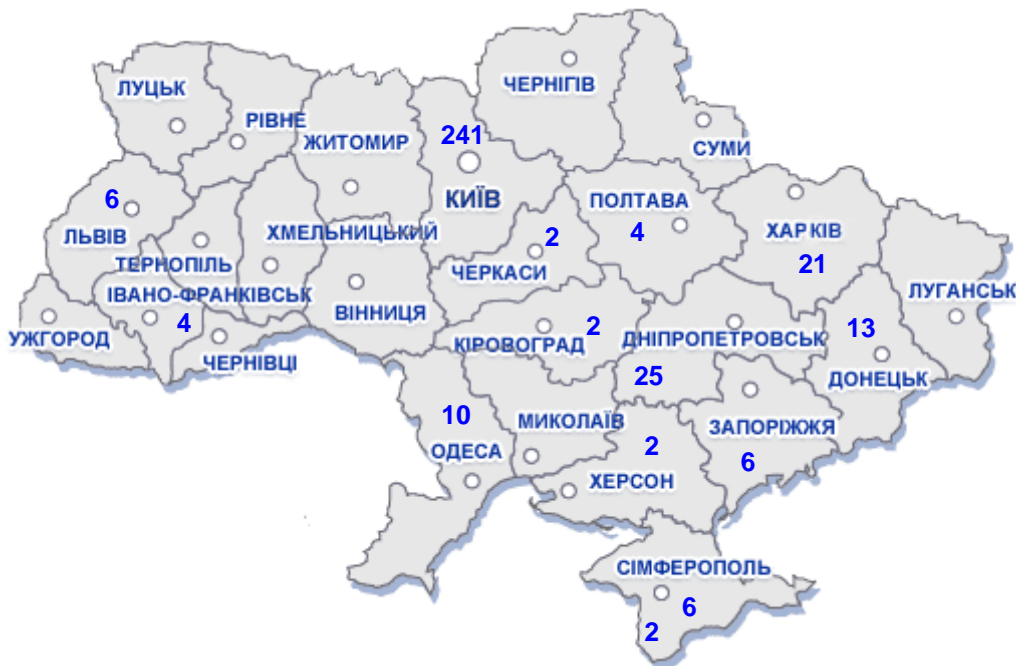 ЧЕРНІГІВ
ЛУЦЬК
РІВНЕ
ЖИТОМИР
241
СУМИ
КИЇВ
ПОЛТАВА
4
6
ЛЬВІВ
ХАРКІВ
21
ХМЕЛЬНИЦЬКИЙ
2
ЧЕРКАСИ
ТЕРНОПІЛЬ
ІВАНО-ФРАНКІВСЬК
4
ЛУГАНСЬК
ВІННИЦЯ
УЖГОРОД
ЧЕРНІВЦІ
2
КІРОВОГРАД
ДНІПРОПЕТРОВСЬК
25
13
ДОНЕЦЬК
10
ОДЕСА
МИКОЛАЇВ
ЗАПОРІЖЖЯ
6
2
ХЕРСОН
СІМФЕРОПОЛЬ
6
2